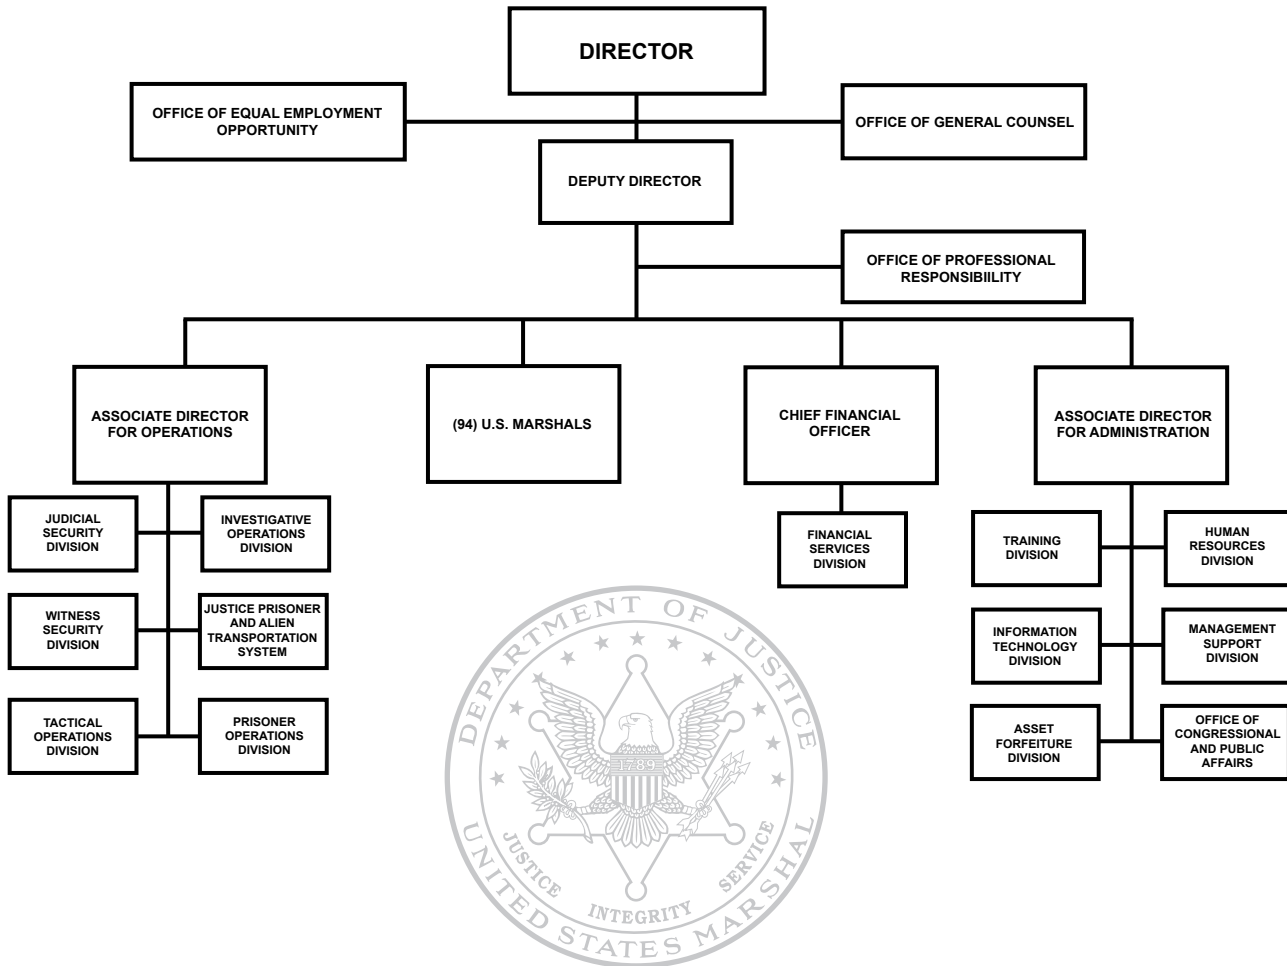 DIRECTOR
OFFICE OF EQUAL EMPLOYMENT
OPPORTUNITY
OFFICE OF GENERAL COUNSEL
DEPUTY DIRECTOR
OFFICE OF PROFESSIONAL
RESPONSIBIILITY
ASSOCIATE DIRECTOR
FOR OPERATIONS
(94) U.S. MARSHALS
CHIEF FINANCIAL
OFFICER
ASSOCIATE DIRECTOR
FOR ADMINISTRATION
JUDICIAL
SECURITY
DIVISION
INVESTIGATIVE
OPERATIONS
DIVISION
WITNESS
SECURITY
DIVISION
JUSTICE PRISONER
AND ALIEN
TRANSPORTATION
SYSTEM
TACTICAL
OPERATIONS
DIVISION
PRISONER
OPERATIONS
DIVISION
FINANCIAL
SERVICES
DIVISION
TRAINING
DIVISION
HUMAN
RESOURCES
DIVISION
INFORMATION
TECHNOLOGY
DIVISION
MANAGEMENT
SUPPORT
DIVISION
ASSET
FORFEITURE
DIVISION
OFFICE OF
CONGRESSIONAL
AND PUBLIC
AFFAIRS
DEPARTMENT OF JUSTICE
1789
JUSTICE INTEGRITY SERVICE
UNITED STATES MARSHAL